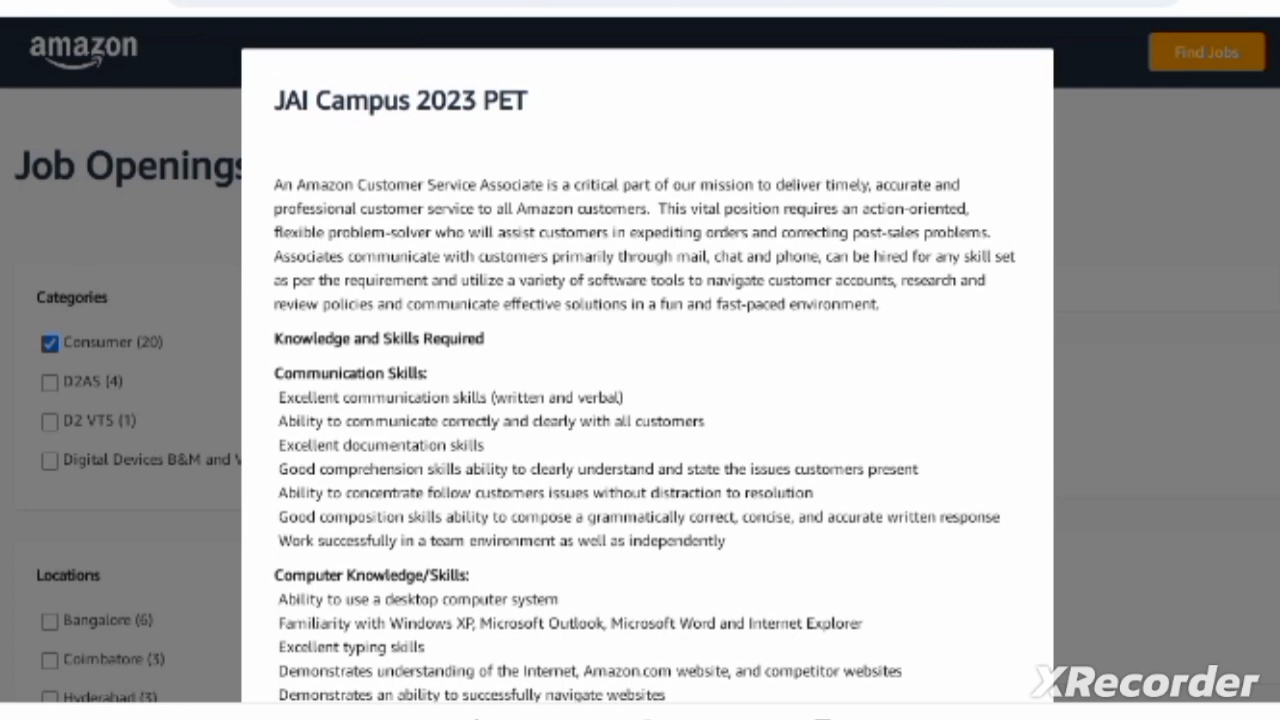 amazon
Find Jobs
JAI Campus 2023 PET
Job Openings
An Amazon Customer Service Associate is a critical part of our mission to deliver timely, accurate and
professional customer service to all Amazon customers. This vital position requires an action-oriented,
flexible problem-solver who will assist customers in expediting orders and correcting post-sales problems.
Associates communicate with customers primarily through mail, chat and phone, can be hired for any skill set
as per the requirement and utilize a variety of software tools to navigate customer accounts, research and
review policies and communicate effective solutions in a fun and fast-paced environment.
Knowledge and Skills Required
Communication Skills:
Excellent communication skills (written and verbal)
Ability to communicate correctly and clearly with all customers
Excellent documentation skills
Good comprehension skills ability to clearly understand and state the issues customers present
Ability to concentrate follow customers issues without distraction to resolution
Good composition skills ability to compose a grammatically correct, concise, and accurate written response
Work successfully in a team environment as well as independently
Computer Knowledge/Skills:
Ability to use a desktop computer system
Familiarity with Windows XP, Microsoft Outlook, Microsoft Word and Internet Explorer
Excellent typing skills
Demonstrates understanding of the Internet, Amazon.com website, and competitor websites
Demonstrates an ability to successfully navigate websites
Categories
Consumer (20)
D2AS (4)
D2 VTS (1)
Digital Devices B&M and V
Locations
Bangalore (6)
Coimbatore (3)
Hyderabad (3)
XRecorder